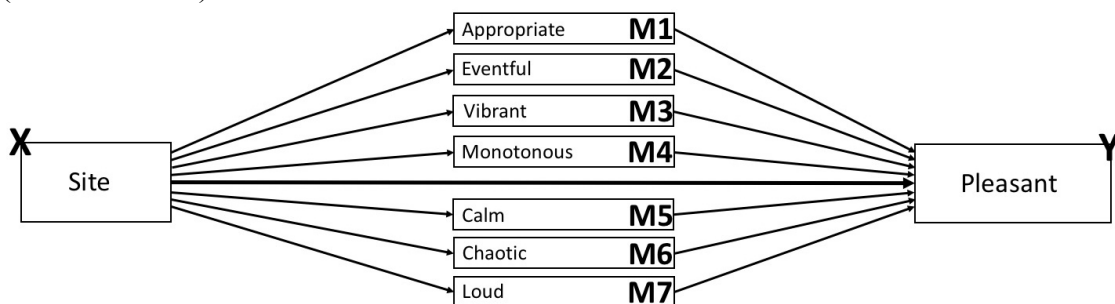 Appropriate M1
Eventful M2
Vibrant M3
X Y
Monotonous M4
Site
Pleasant
Calm M5
Chaotic M6
Loud M7